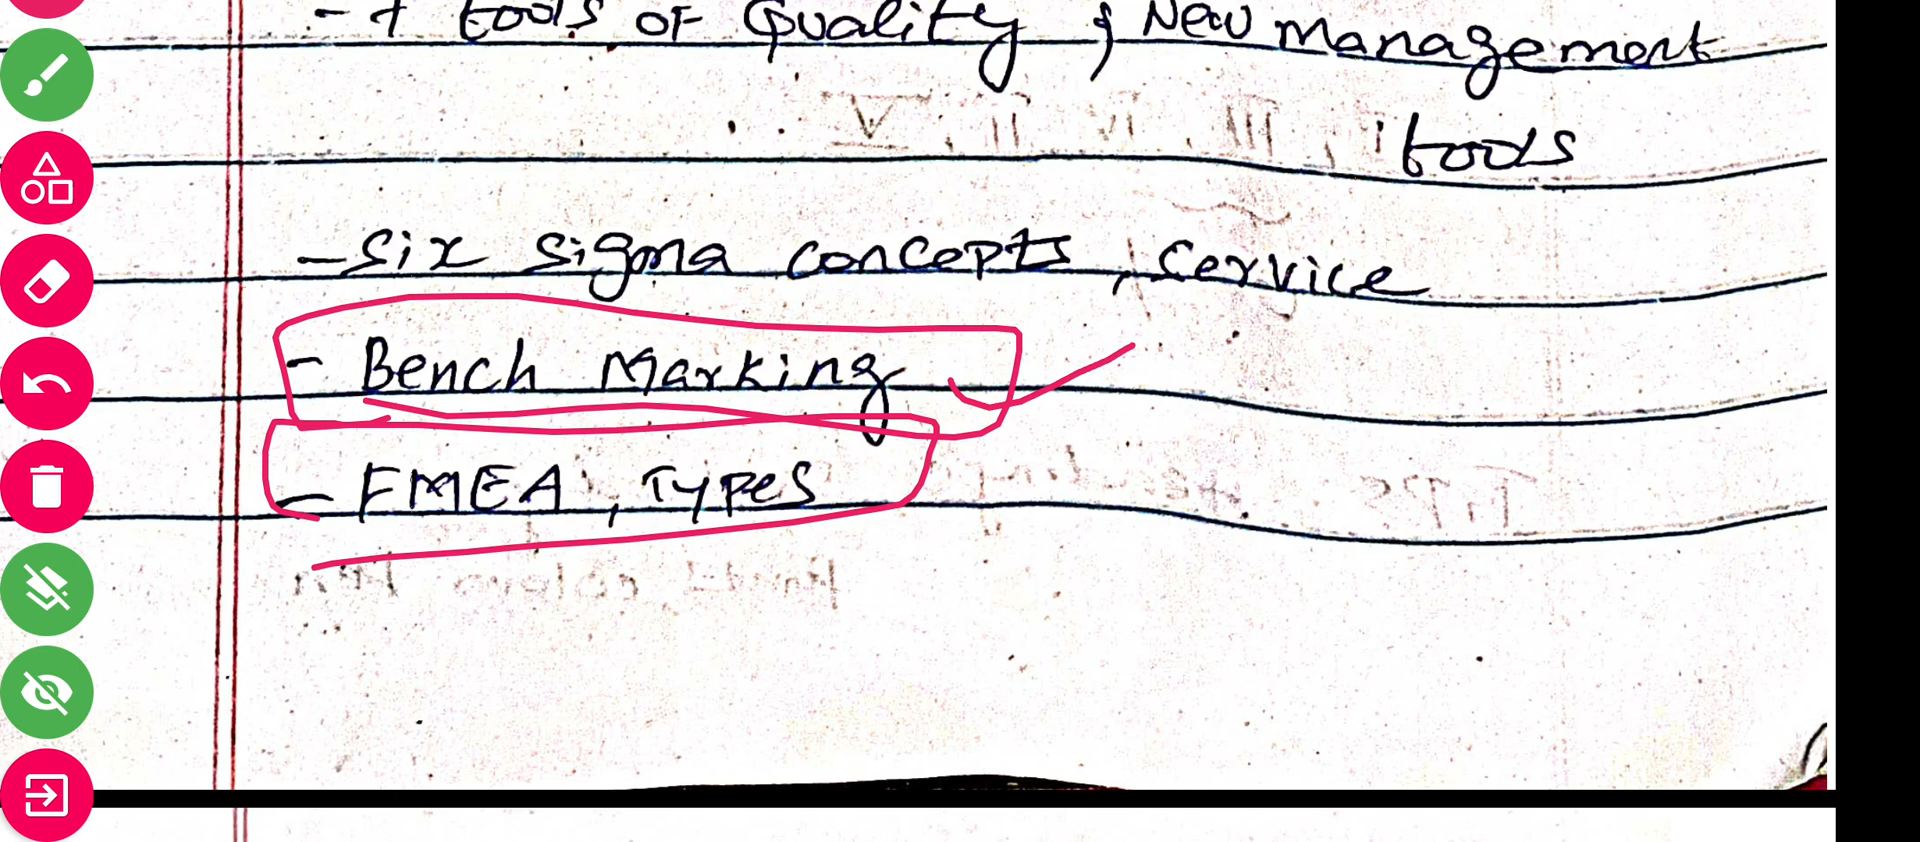 - 7 tools OF Quality, New Management
tools
- Six Sigma concepts, Service
- Bench Marking
- FMEA, Types